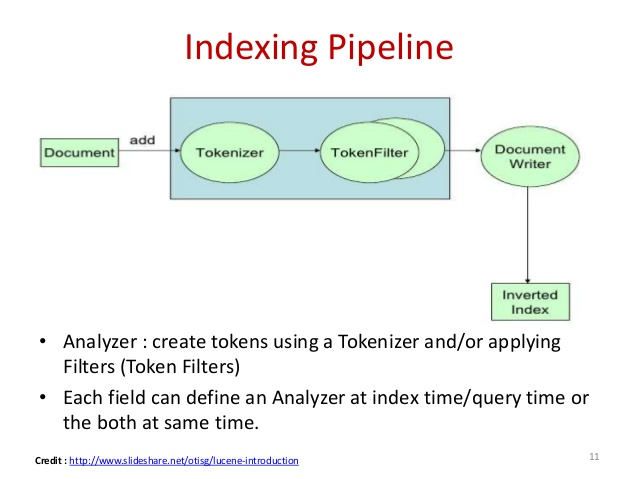 Indexing Pipeline
Document
add
Tokenizer
TokenFilter
Document
Writer
Inverted
Index
• Analyzer : create tokens using a Tokenizer and/or applying
Filters (Token Filters)
• Each field can define an Analyzer at index time/query time or
the both at same time.
Credit : http://www.slideshare.net/otisg/lucene-introduction
11